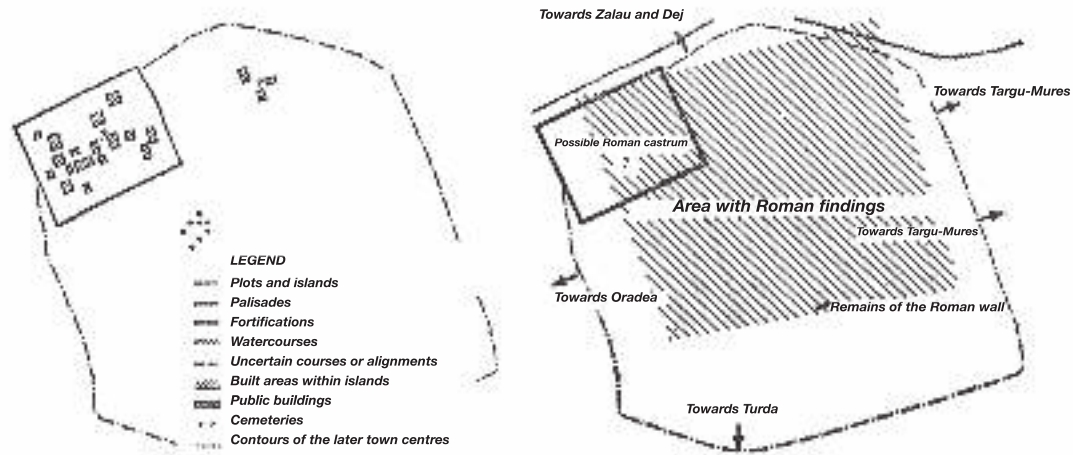 LEGEND
Plots and islands
Palisades
Fortifications
Watercourses
Uncertain courses or alignments
Built areas within islands
Public buildings
Cemeteries
Contours of the later town centres
Towards Zalau and Dej
Towards Targu-Mures
Possible Roman castrum
Area with Roman findings
Towards Targu-Mures
Towards Oradea
Remains of the Roman wall
Towards Turda